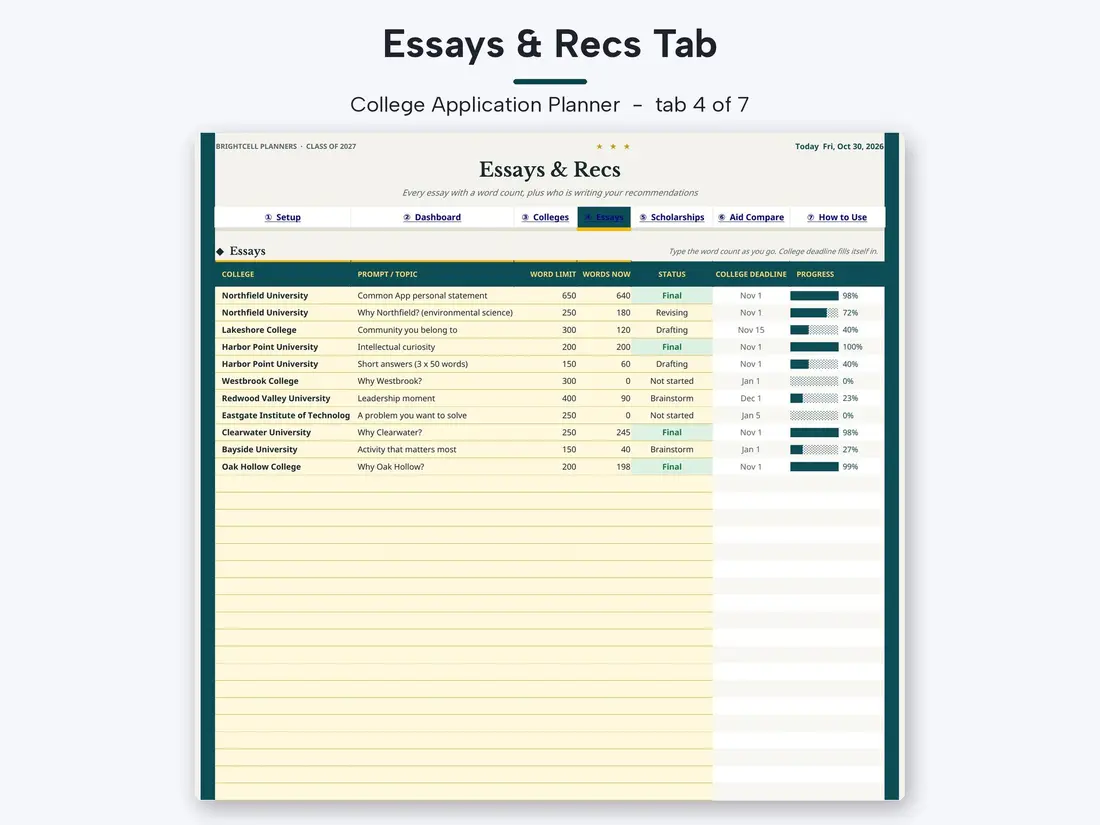 Essays & Recs Tab
College Application Planner - tab 4 of 7
BRIGHTCELL PLANNERS · CLASS OF 2027 ★ ★ ★ Today Fri, Oct 30, 2026
Essays & Recs
Every essay with a word count, plus who is writing your recommendations
① Setup ② Dashboard ③ Colleges ④ Essays ⑤ Scholarships ⑥ Aid Compare ⑦ How to Use
◆ Essays Type the word count as you go. College deadline fills itself in.
COLLEGE PROMPT / TOPIC WORD LIMIT WORDS NOW STATUS COLLEGE DEADLINE PROGRESS
Northfield University Common App personal statement 650 640 Final Nov 1 98%
Northfield University Why Northfield? (environmental science) 250 180 Revising Nov 1 72%
Lakeshore College Community you belong to 300 120 Drafting Nov 15 40%
Harbor Point University Intellectual curiosity 200 200 Final Nov 1 100%
Harbor Point University Short answers (3 x 50 words) 150 60 Drafting Nov 1 40%
Westbrook College Why Westbrook? 300 0 Not started Jan 1 0%
Redwood Valley University Leadership moment 400 90 Brainstorm Dec 1 23%
Eastgate Institute of Technolog A problem you want to solve 250 0 Not started Jan 5 0%
Clearwater University Why Clearwater? 250 245 Final Nov 1 98%
Bayside University Activity that matters most 150 40 Brainstorm Jan 1 27%
Oak Hollow College Why Oak Hollow? 200 198 Final Nov 1 99%